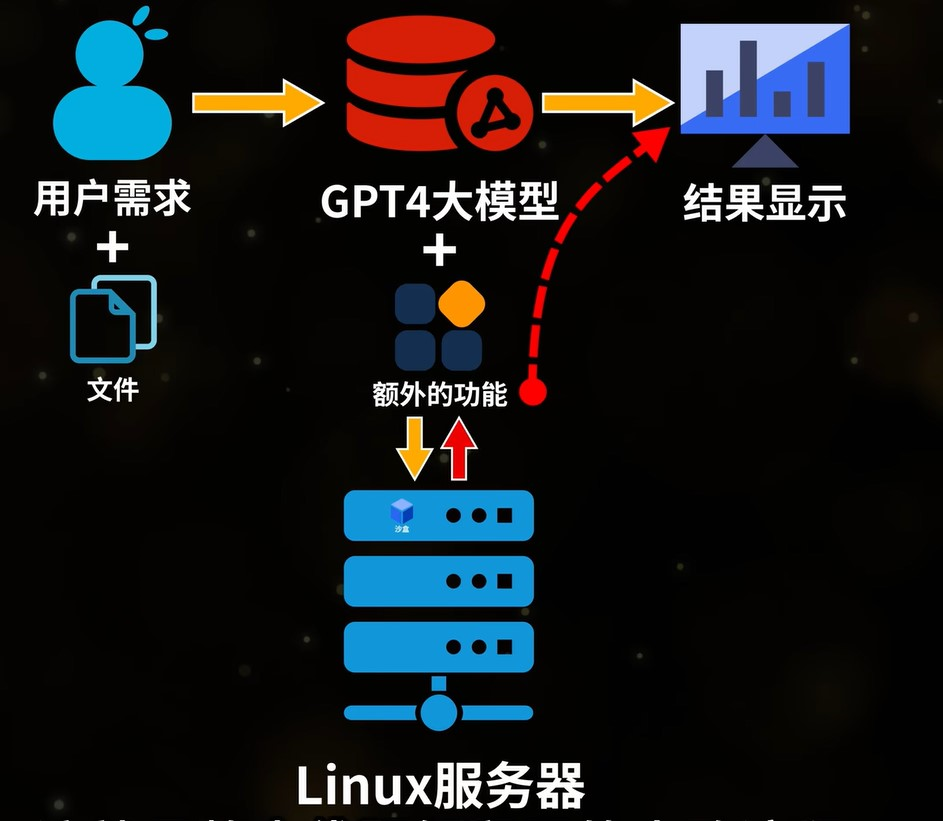 用户需求
GPT4大模型
结果显示
+
+
文件
额外的功能
沙盒
Linux服务器